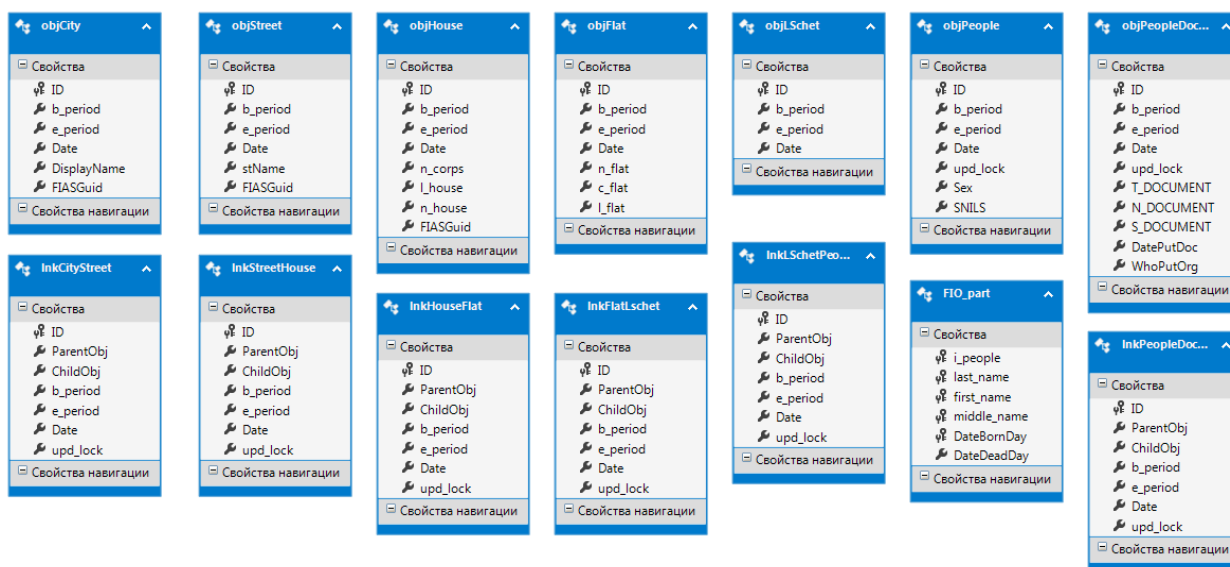 objCity
Свойства
ID
b_period
e_period
Date
DisplayName
FIASGuid
Свойства навигации
objStreet
Свойства
ID
b_period
e_period
Date
stName
FIASGuid
Свойства навигации
objHouse
Свойства
ID
b_period
e_period
Date
n_corps
l_house
n_house
FIASGuid
Свойства навигации
objFlat
Свойства
ID
b_period
e_period
Date
n_flat
c_flat
l_flat
Свойства навигации
objLSchet
Свойства
ID
b_period
e_period
Date
Свойства навигации
objPeople
Свойства
ID
b_period
e_period
Date
upd_lock
Sex
SNILS
Свойства навигации
objPeopleDoc...
Свойства
ID
b_period
e_period
Date
upd_lock
T_DOCUMENT
N_DOCUMENT
S_DOCUMENT
DatePutDoc
WhoPutOrg
Свойства навигации
lnkCityStreet
Свойства
ID
ParentObj
ChildObj
b_period
e_period
Date
upd_lock
Свойства навигации
lnkStreetHouse
Свойства
ID
ParentObj
ChildObj
b_period
e_period
Date
upd_lock
Свойства навигации
lnkHouseFlat
Свойства
ID
ParentObj
ChildObj
b_period
e_period
Date
upd_lock
Свойства навигации
lnkFlatLschet
Свойства
ID
ParentObj
ChildObj
b_period
e_period
Date
upd_lock
Свойства навигации
lnkLSchetPeo...
Свойства
ID
ParentObj
ChildObj
b_period
e_period
Date
upd_lock
Свойства навигации
FIO_part
Свойства
i_people
last_name
first_name
middle_name
DateBornDay
DateDeadDay
Свойства навигации
lnkPeopleDoc...
Свойства
ID
ParentObj
ChildObj
b_period
e_period
Date
upd_lock
Свойства навигации